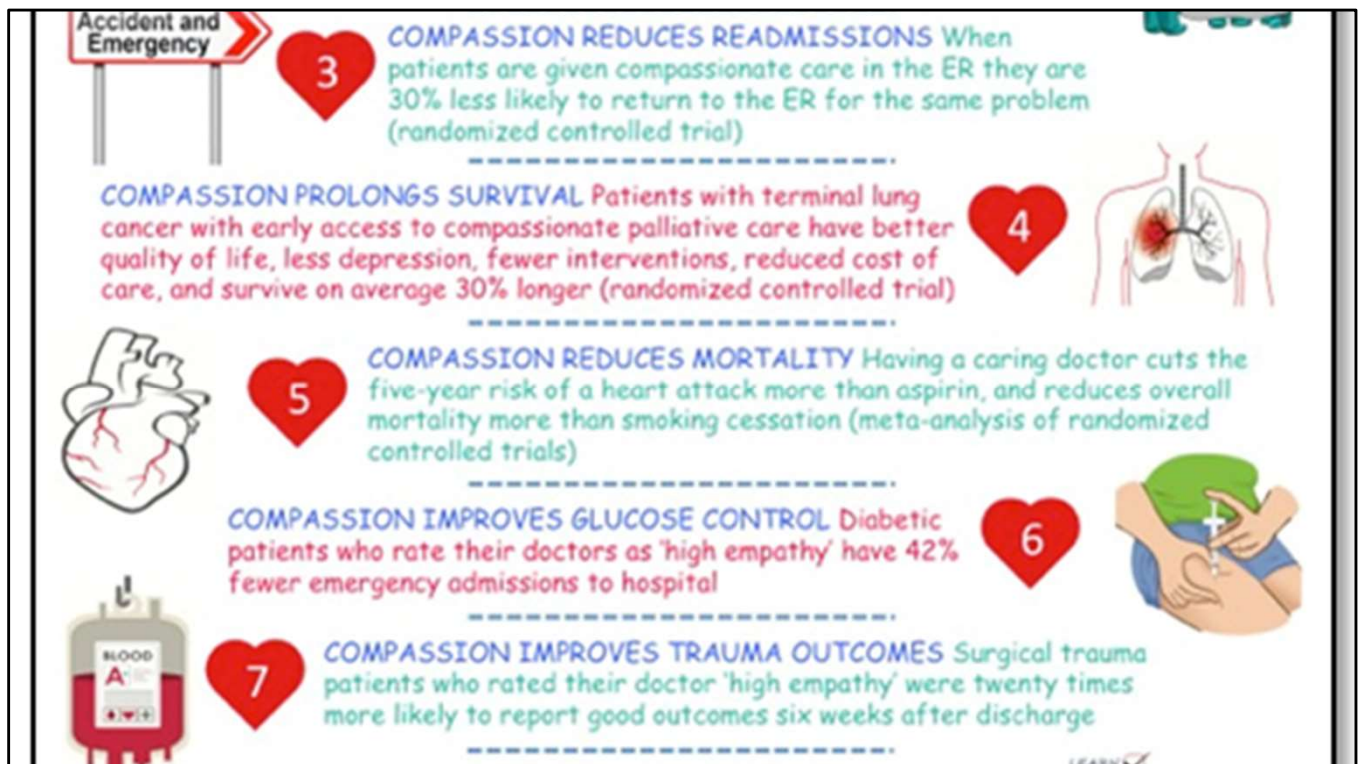 Accident and
Emergency
3
COMPASSION REDUCES READMISSIONS When
patients are given compassionate care in the ER they are
30% less likely to return to the ER for the same problem
(randomized controlled trial)
COMPASSION PROLONGS SURVIVAL Patients with terminal lung
cancer with early access to compassionate palliative care have better
quality of life, less depression, fewer interventions, reduced cost of
care, and survive on average 30% longer (randomized controlled trial)
4
5
COMPASSION REDUCES MORTALITY Having a caring doctor cuts the
five-year risk of a heart attack more than aspirin, and reduces overall
mortality more than smoking cessation (meta-analysis of randomized
controlled trials)
COMPASSION IMPROVES GLUCOSE CONTROL Diabetic
patients who rate their doctors as 'high empathy' have 42%
fewer emergency admissions to hospital
6
BLOOD
A+
7
COMPASSION IMPROVES TRAUMA OUTCOMES Surgical trauma
patients who rated their doctor 'high empathy' were twenty times
more likely to report good outcomes six weeks after discharge